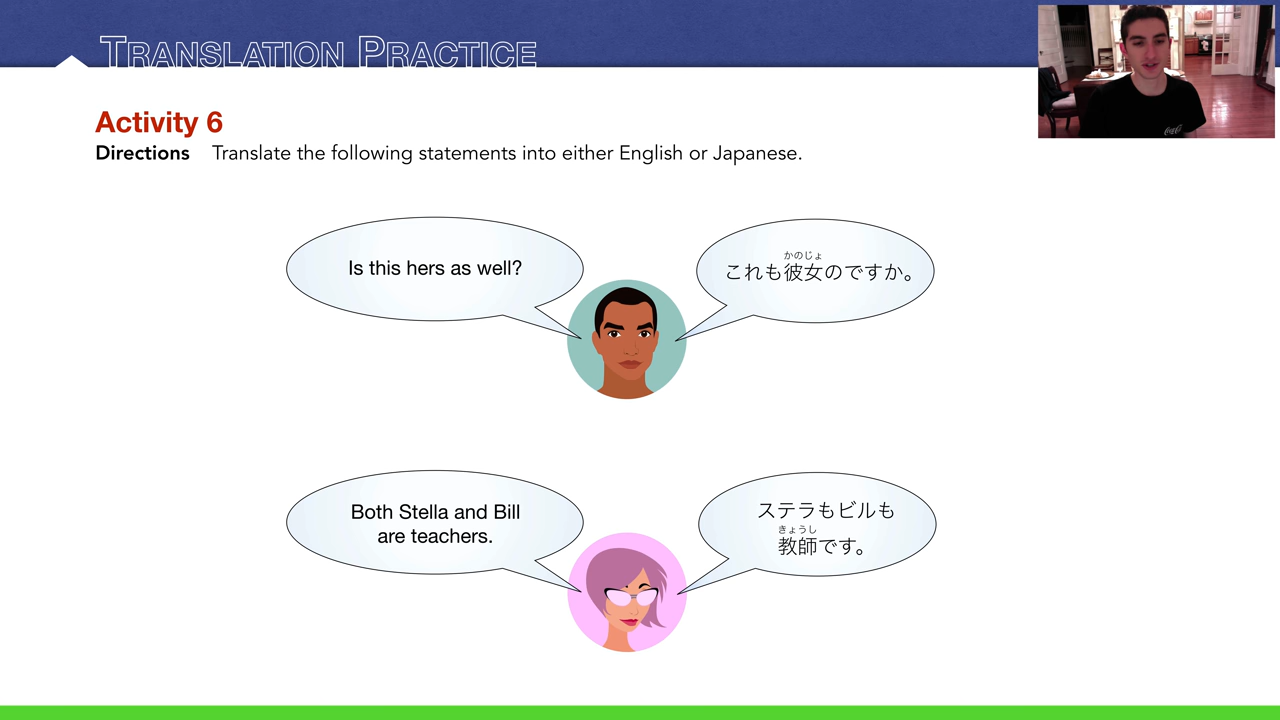 TRANSLATION PRACTICE
Activity 6
Directions Translate the following statements into either English or Japanese.
Is this hers as well?
かのじょ
これも彼女のですか。
Both Stella and Bill
are teachers.
ステラもビルも
きょうし
教師です。
Coca-Cola